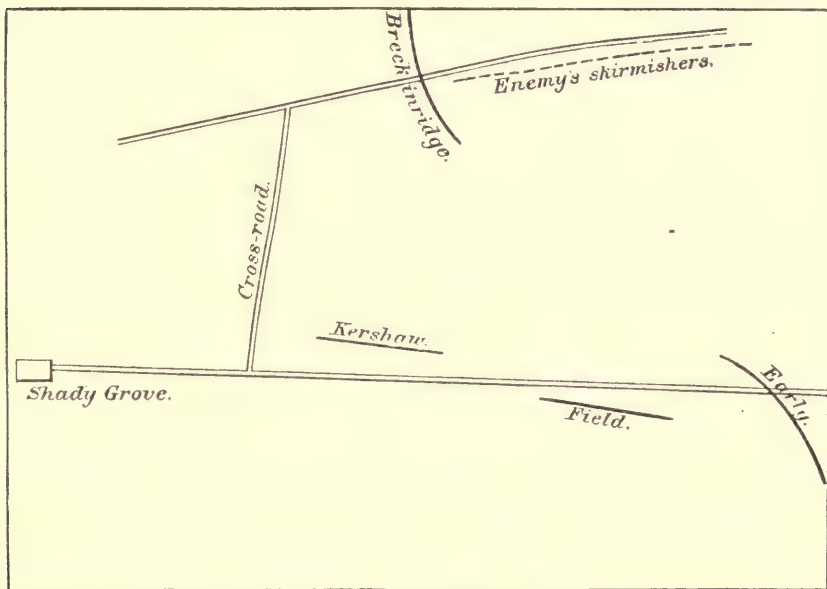 Breckinridge.
Enemy's skirmishers.
Cross-road.
Kershaw.
Shady Grove.
Field.
Early.